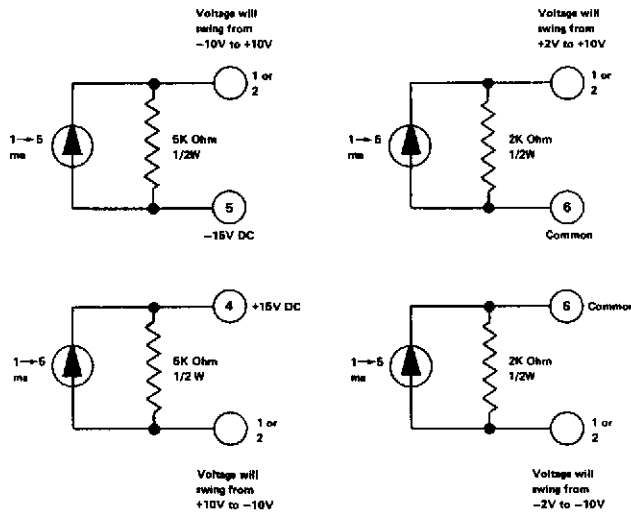 Voltage will
swing from
−10V to +10V
1 or
2
1→5
ma
5K Ohm
1/2W
5
−15V DC
Voltage will
swing from
+2V to +10V
1 or
2
1→5
ma
2K Ohm
1/2W
6
Common
4
+15V DC
1→5
ma
5K Ohm
1/2 W
1 or
2
Voltage will
swing from
+10V to −10V
6
Common
1→5
ma
2K Ohm
1/2W
1 or
2
Voltage will
swing from
−2V to −10V